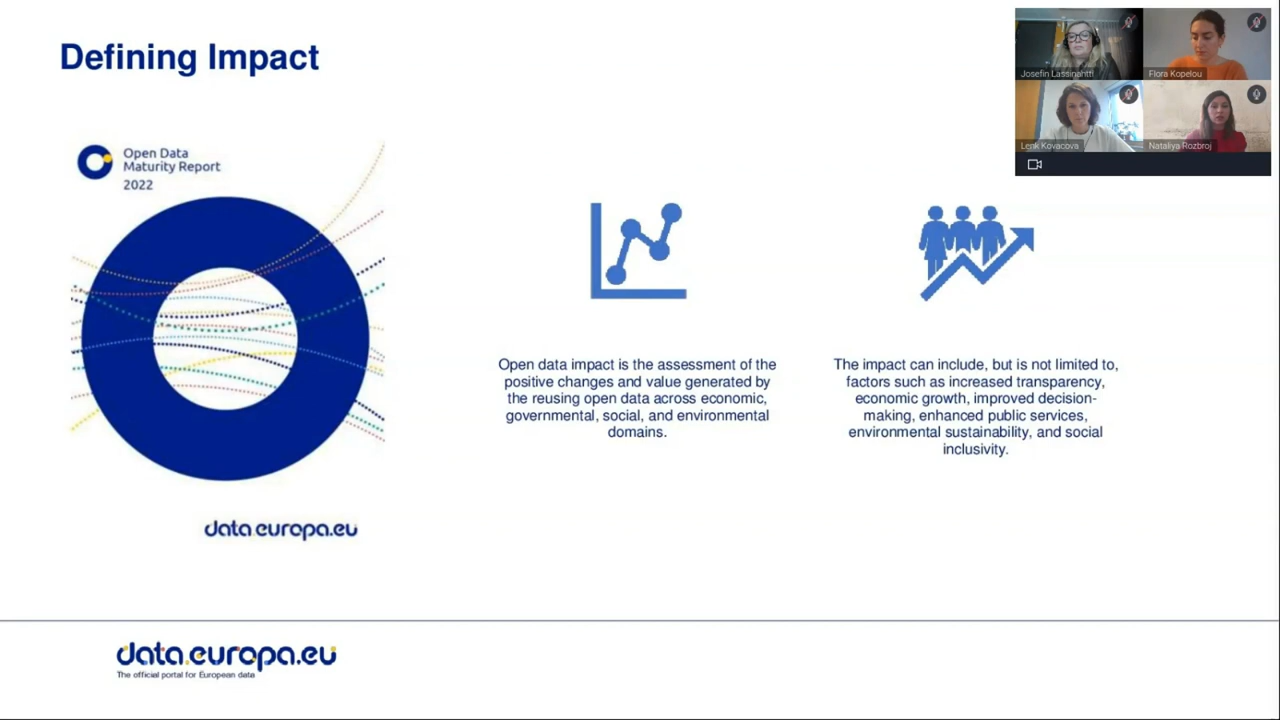 Defining Impact
Josefin Lassinahtti
Flora Kopelou
Lenk Kovacova
Nataliya Rozbroj
Open Data
Maturity Report
2022
data.europa.eu
Open data impact is the assessment of the
positive changes and value generated by
the reusing open data across economic,
governmental, social, and environmental
domains.
The impact can include, but is not limited to,
factors such as increased transparency,
economic growth, improved decision-
making, enhanced public services,
environmental sustainability, and social
inclusivity.
data.europa.eu
The official portal for European data